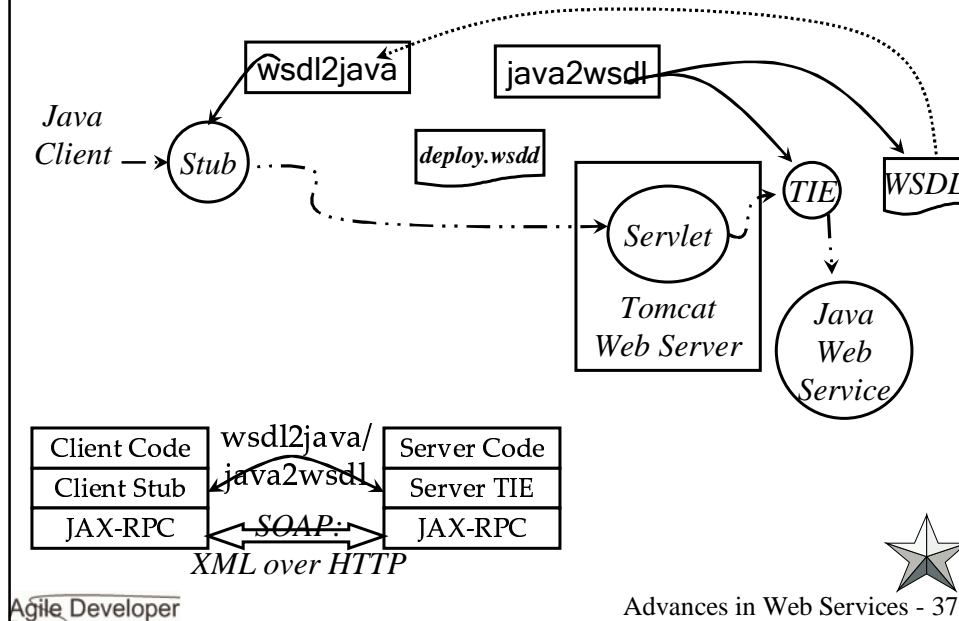 wsdl2java
java2wsdl
Java
Client
Stub
deploy.wsdd
TIE
WSDL
Servlet
Tomcat
Web Server
Java
Web
Service
Client Code
Client Stub
JAX-RPC
wsdl2java/
java2wsdl
SOAP:
XML over HTTP
Server Code
Server TIE
JAX-RPC
Agile Developer
Advances in Web Services - 37